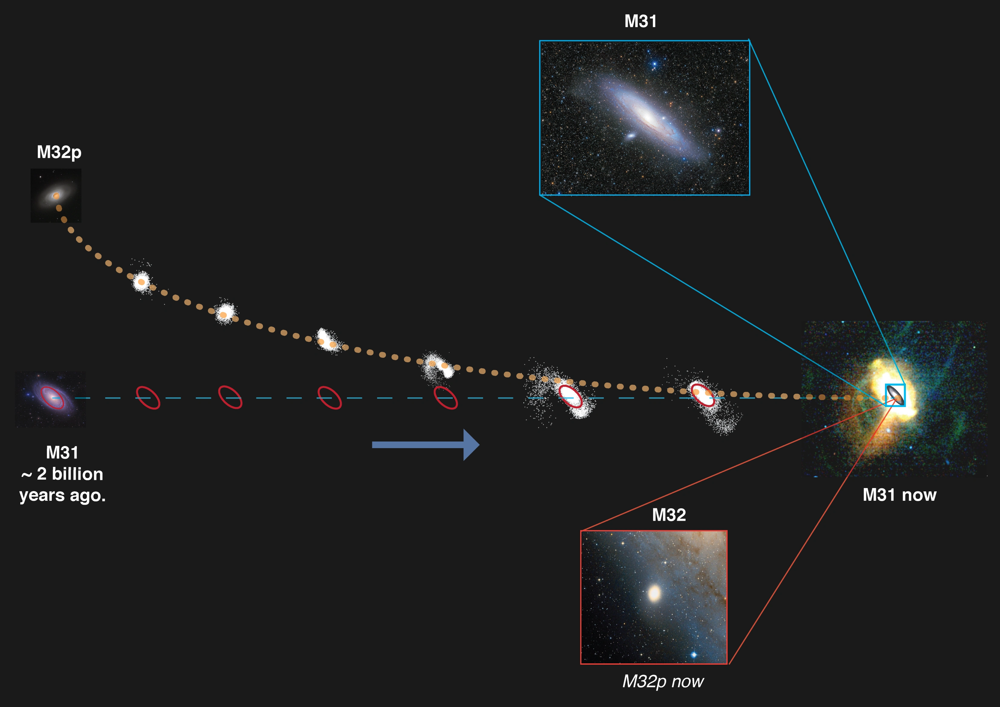 M31
M32p
M31
~ 2 billion
years ago.
M31 now
M32
M32p now